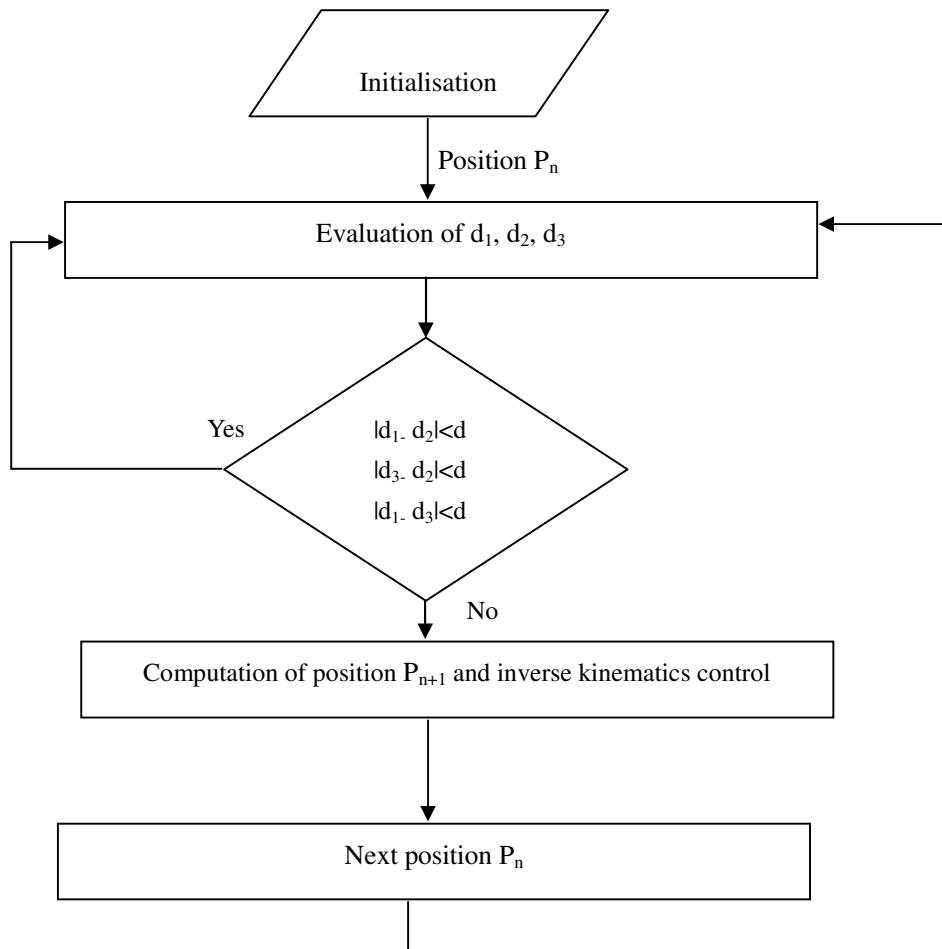 Initialisation
Position Pₙ
Evaluation of d₁, d₂, d₃
Yes
|d₁₋ d₂|<d
|d₃₋ d₂|<d
|d₁₋ d₃|<d
No
Computation of position Pₙ₊₁ and inverse kinematics control
Next position Pₙ